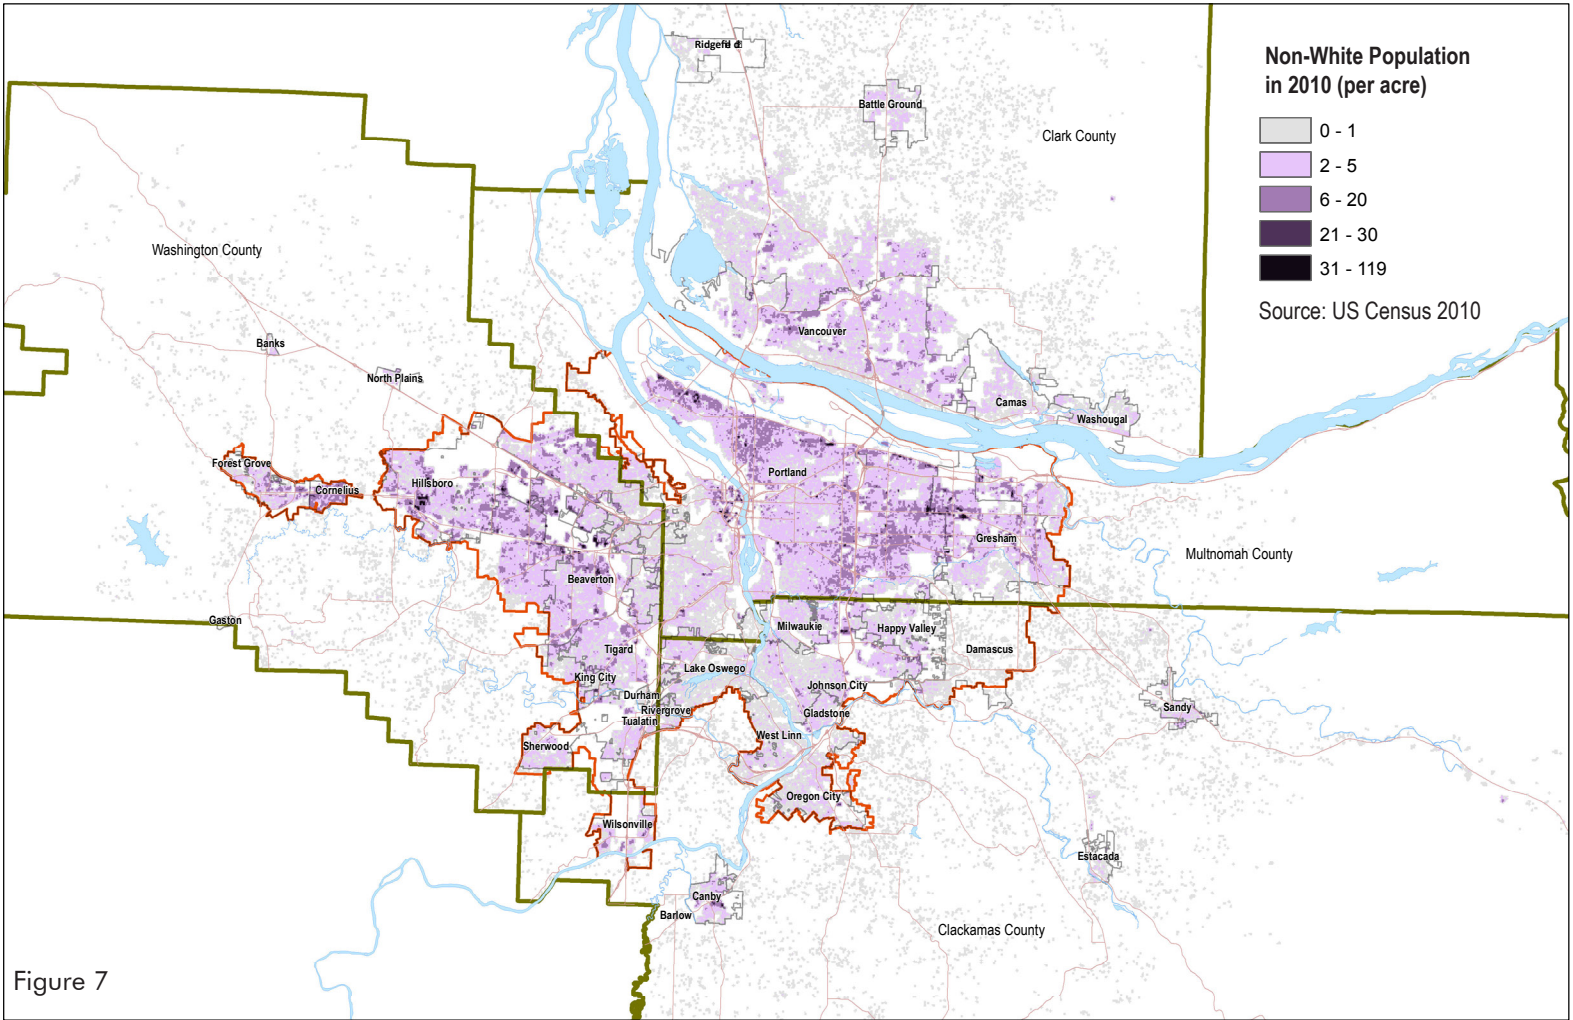 Non-White Population
in 2010 (per acre)
0 - 1
2 - 5
6 - 20
21 - 30
31 - 119
Source: US Census 2010
Battle Ground
Clark County
Washington County
Vancouver
Banks
North Plains
Camas
Washougal
Forest Grove
Cornelius
Hillsboro
Portland
Gresham
Multnomah County
Beaverton
Gaston
Milwaukie
Happy Valley
Damascus
Tigard
Lake Oswego
King City
Durham
Johnson City
Rivergrove
Gladstone
Tualatin
Sandy
West Linn
Sherwood
Oregon City
Wilsonville
Estacada
Canby
Barlow
Clackamas County
Figure 7